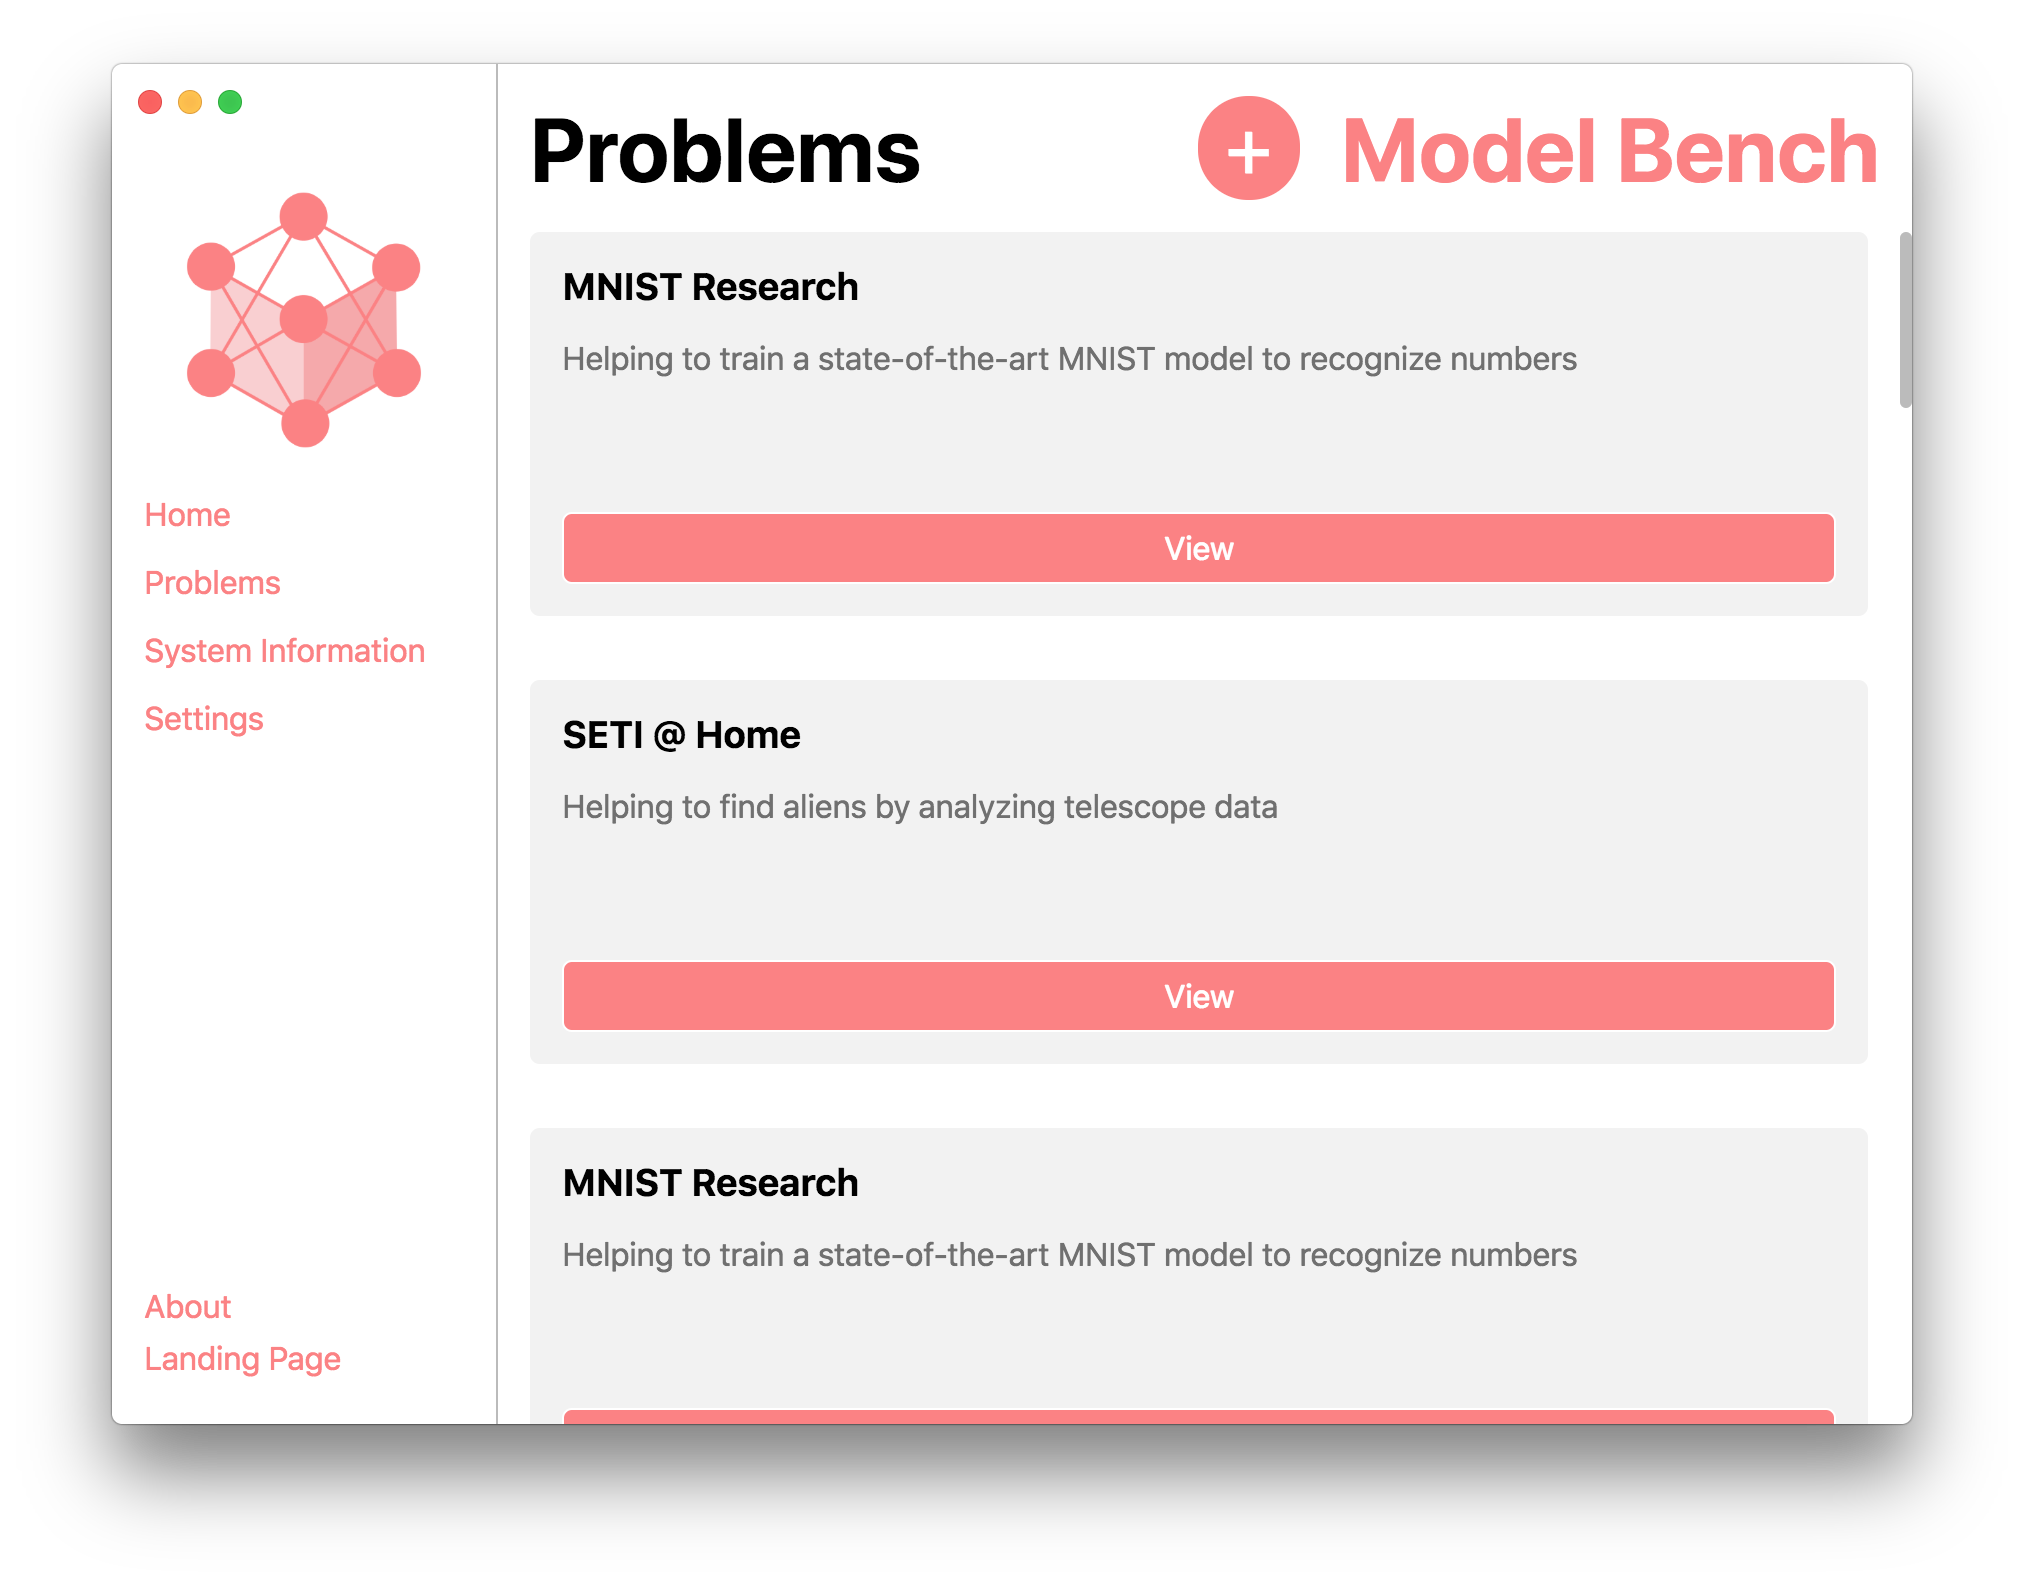 Home
Problems
System Information
Settings
About
Landing Page
Problems
+ Model Bench
MNIST Research
Helping to train a state-of-the-art MNIST model to recognize numbers
View
SETI @ Home
Helping to find aliens by analyzing telescope data
View
MNIST Research
Helping to train a state-of-the-art MNIST model to recognize numbers